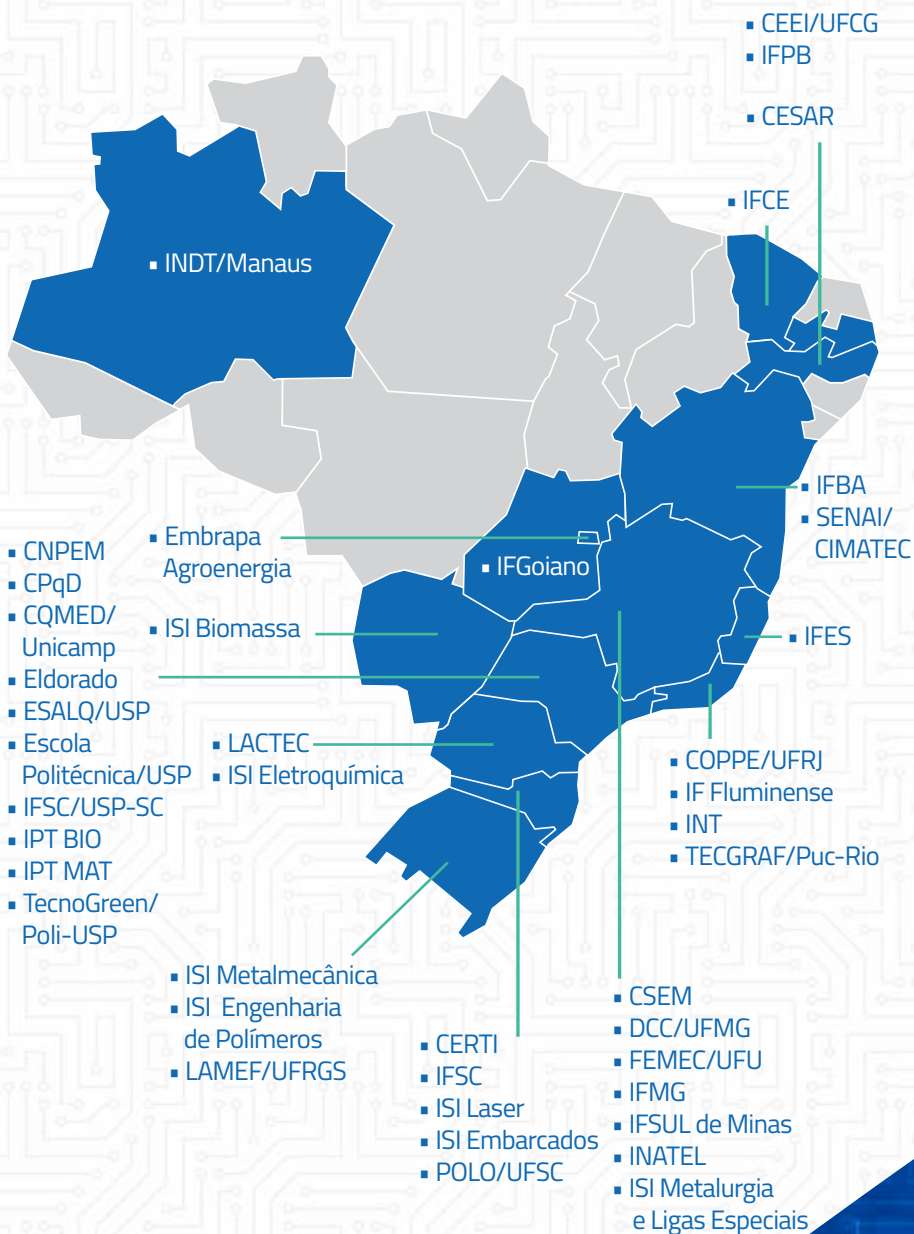 ▪ CEEI/UFCG
▪ IFPB
▪ CESAR
▪ IFCE
▪ INDT/Manaus
▪ IFBA
▪ SENAI/
CIMATEC
▪ Embrapa
Agroenergia
▪ IFGoiano
▪ ISI Biomassa
▪ IFES
▪ CNPEM
▪ CPqD
▪ CQMED/
Unicamp
▪ Eldorado
▪ ESALQ/USP
▪ Escola
Politécnica/USP
▪ IFSC/USP-SC
▪ IPT BIO
▪ IPT MAT
▪ TecnoGreen/
Poli-USP
▪ LACTEC
▪ ISI Eletroquímica
▪ COPPE/UFRJ
▪ IF Fluminense
▪ INT
▪ TECGRAF/Puc-Rio
▪ ISI Metalmecânica
▪ ISI Engenharia
de Polímeros
▪ LAMEF/UFRGS
▪ CERTI
▪ IFSC
▪ ISI Laser
▪ ISI Embarcados
▪ POLO/UFSC
▪ CSEM
▪ DCC/UFMG
▪ FEMEC/UFU
▪ IFMG
▪ IFSUL de Minas
▪ INATEL
▪ ISI Metalurgia
e Ligas Especiais